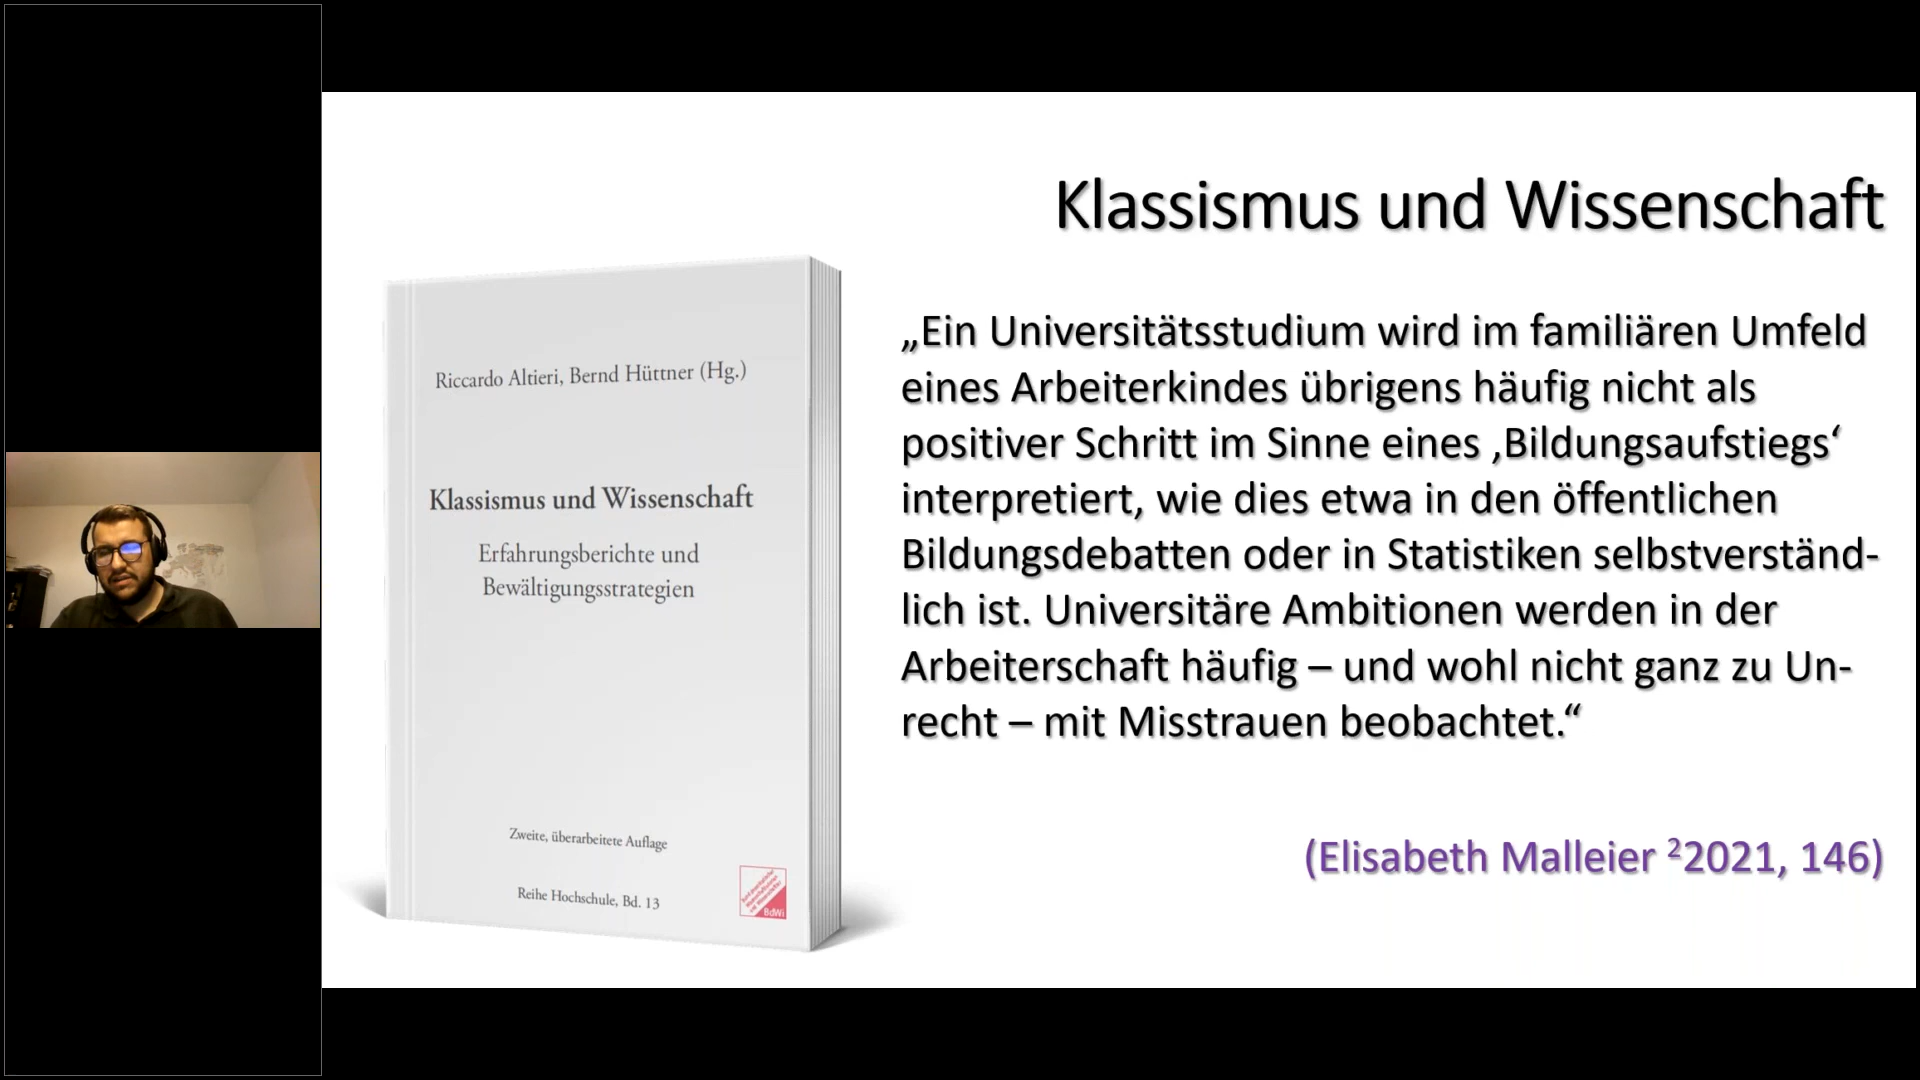 Klassismus und Wissenschaft
Riccardo Altieri, Bernd Hüttner (Hg.)
Klassismus und Wissenschaft
Erfahrungsberichte und
Bewältigungsstrategien
Zweite, überarbeitete Auflage
Reihe Hochschule, Bd. 13
BdWi
„Ein Universitätsstudium wird im familiären Umfeld
eines Arbeiterkindes übrigens häufig nicht als
positiver Schritt im Sinne eines ‚Bildungsaufstiegs‘
interpretiert, wie dies etwa in den öffentlichen
Bildungsdebatten oder in Statistiken selbstverständ-
lich ist. Universitäre Ambitionen werden in der
Arbeiterschaft häufig – und wohl nicht ganz zu Un-
recht – mit Misstrauen beobachtet.“
(Elisabeth Malleier ²2021, 146)